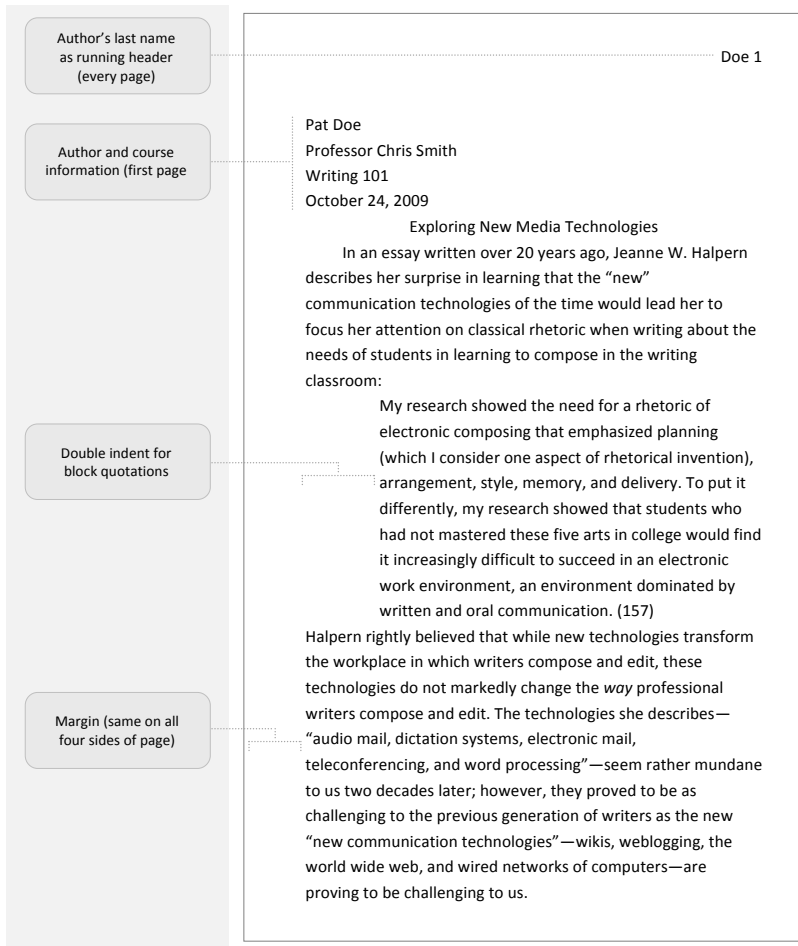 Author’s last name
as running header
(every page)
Doe 1
Author and course
information (first page
Pat Doe
Professor Chris Smith
Writing 101
October 24, 2009
Exploring New Media Technologies
In an essay written over 20 years ago, Jeanne W. Halpern
describes her surprise in learning that the “new”
communication technologies of the time would lead her to
focus her attention on classical rhetoric when writing about the
needs of students in learning to compose in the writing
classroom:
Double indent for
block quotations
My research showed the need for a rhetoric of
electronic composing that emphasized planning
(which I consider one aspect of rhetorical invention),
arrangement, style, memory, and delivery. To put it
differently, my research showed that students who
had not mastered these five arts in college would find
it increasingly difficult to succeed in an electronic
work environment, an environment dominated by
written and oral communication. (157)
Margin (same on all
four sides of page)
Halpern rightly believed that while new technologies transform
the workplace in which writers compose and edit, these
technologies do not markedly change the way professional
writers compose and edit. The technologies she describes—
“audio mail, dictation systems, electronic mail,
teleconferencing, and word processing”—seem rather mundane
to us two decades later; however, they proved to be as
challenging to the previous generation of writers as the new
“new communication technologies”—wikis, weblogging, the
world wide web, and wired networks of computers—are
proving to be challenging to us.